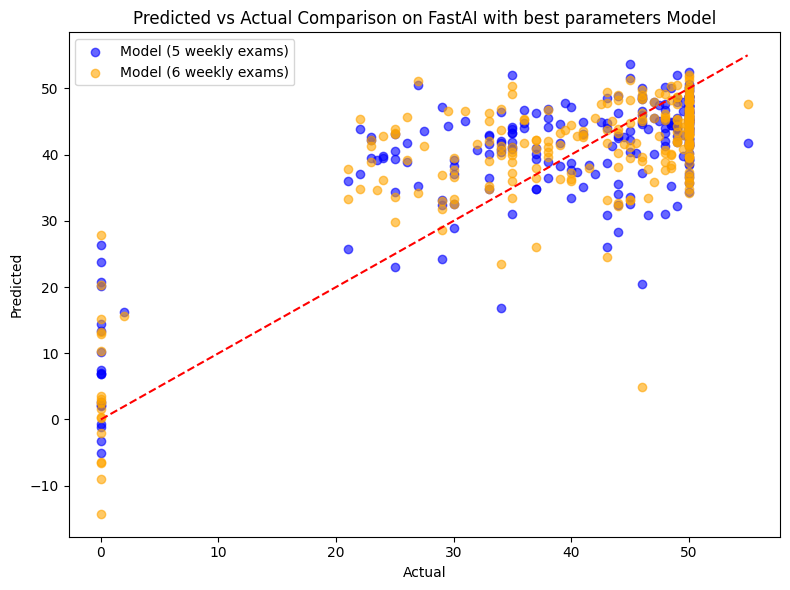 Predicted vs Actual Comparison on FastAI with best parameters Model
Model (5 weekly exams)
Model (6 weekly exams)
Predicted
50
40
30
20
10
0
−10
0 10 20 30 40 50
Actual